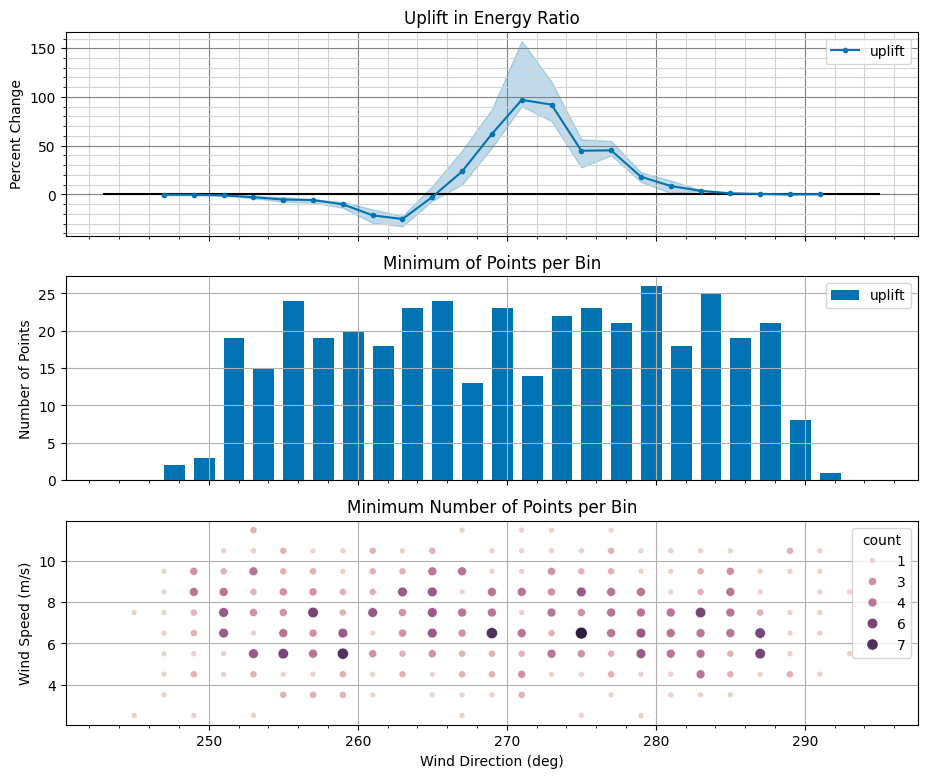 Uplift in Energy Ratio
Percent Change
150
100
50
0
uplift
Minimum of Points per Bin
Number of Points
25
20
15
10
5
0
uplift
Minimum Number of Points per Bin
Wind Speed (m/s)
10
8
6
4
count
1
3
4
6
7
250 260 270 280 290
Wind Direction (deg)